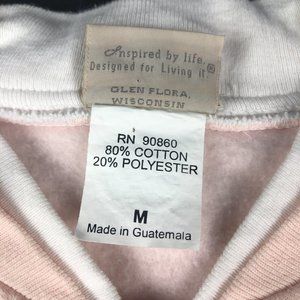 Inspired by life.
Designed for Living it.®
GLEN FLORA,
WISCONSIN
RN 90860
80% COTTON
20% POLYESTER
M
Made in Guatemala